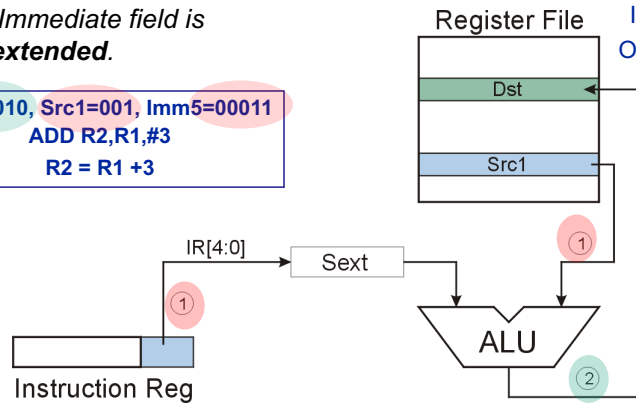 Immediate field is
extended.
010, Src1=001, Imm5=00011
ADD R2,R1,#3
R2 = R1 +3
Register File
I
O
Dst
Src1
①
IR[4:0]
Sext
①
ALU
②
Instruction Reg